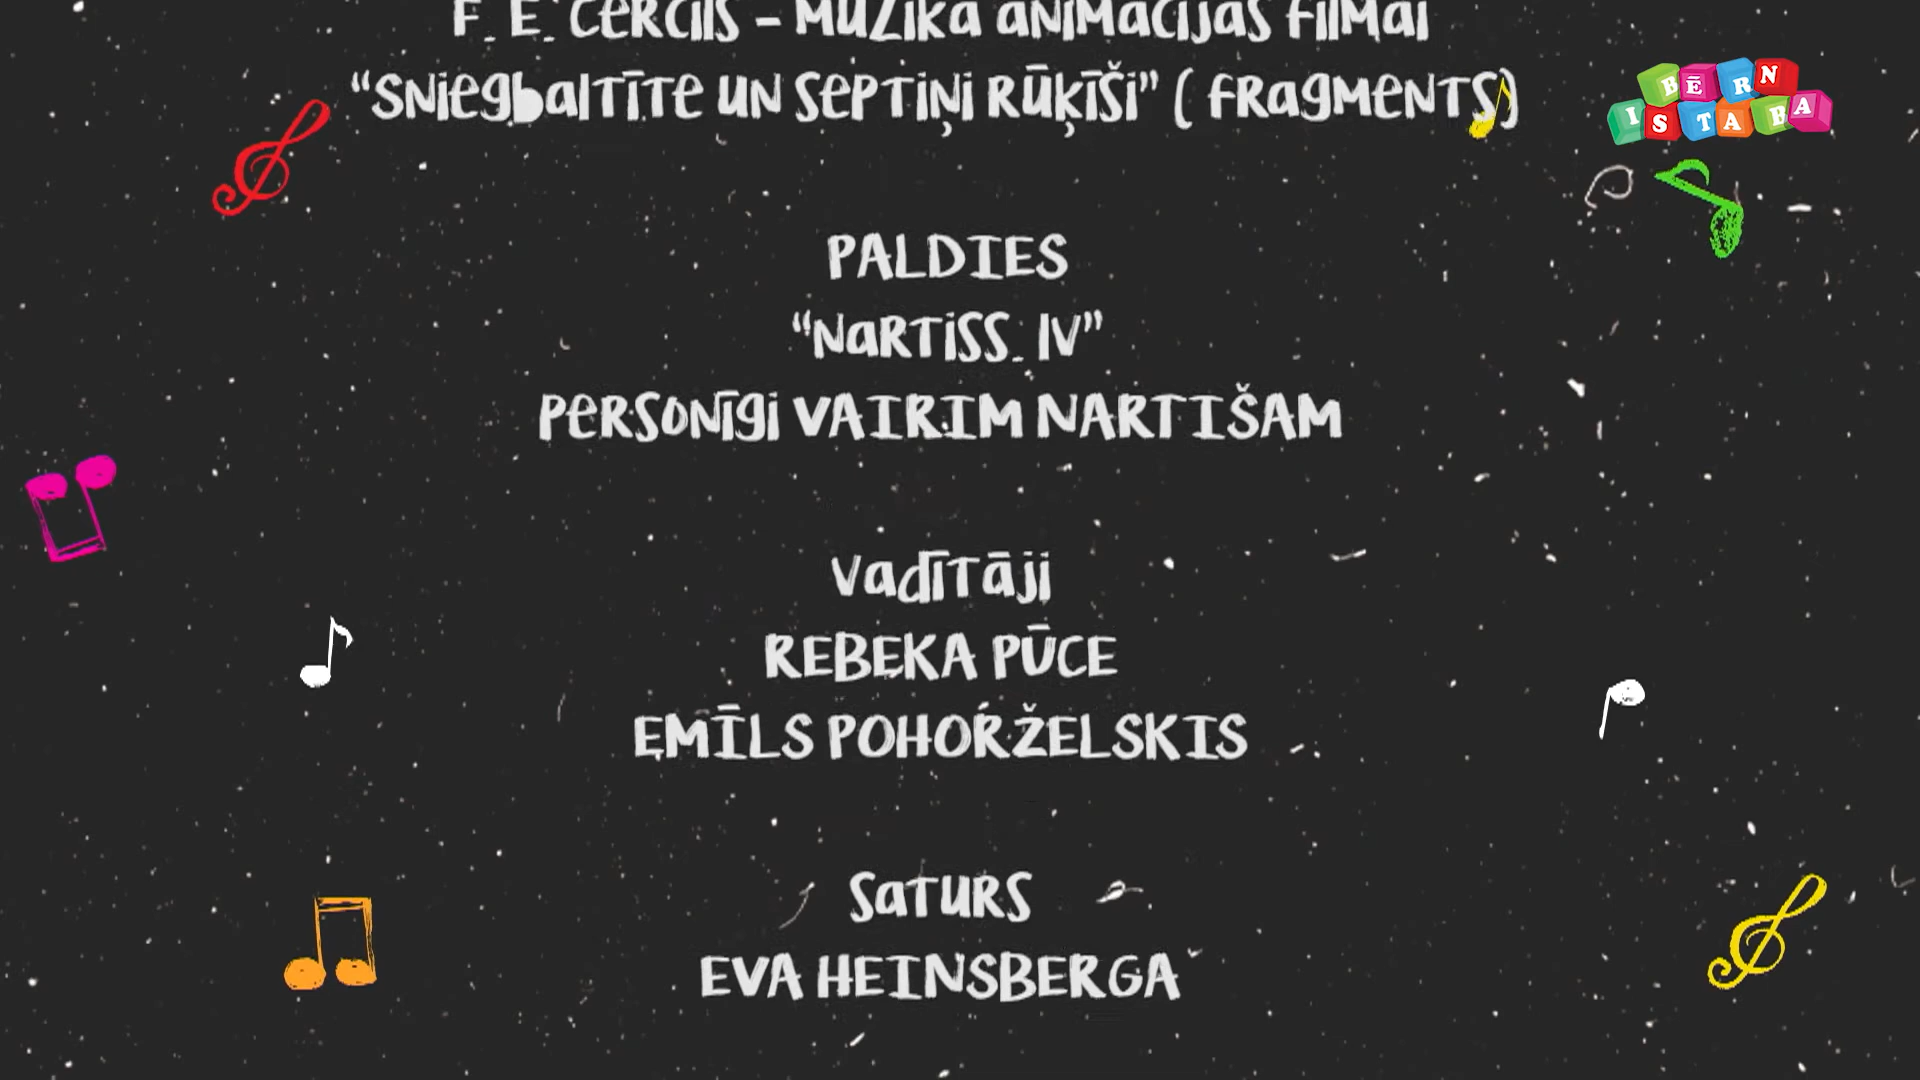 F. E. Čerčils - Mūzika animācijas filmai
“Sniegbaltīte un septiņi rūķīši” ( fragments)
BĒRN
ISTABA
PALDIES
“Nartiss. IV”
Personīgi VAIRIM NARTIŠAM
Vadītāji
REBEKA PŪCE
EMĪLS POHORŽELSKIS
Saturs
EVA HEINSBERGA